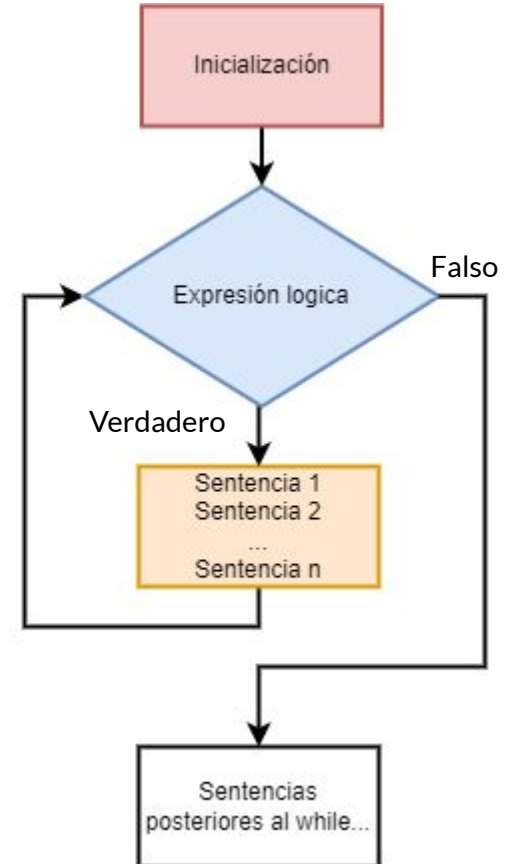 Inicialización
Falso
Expresión logica
Verdadero
Sentencia 1
Sentencia 2
...
Sentencia n
Sentencias
posteriores al while...